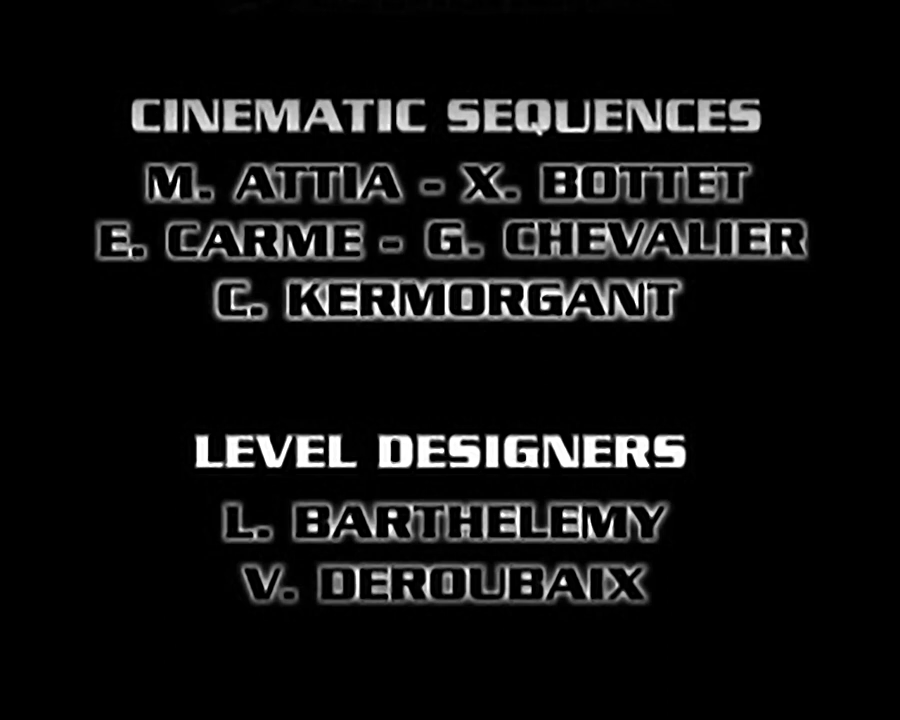 CINEMATIC SEQUENCES
M. ATTIA - X. BOTTET
E. CARME - G. CHEVALIER
C. KERMORGANT
LEVEL DESIGNERS
L. BARTHELEMY
V. DEROUBAIX